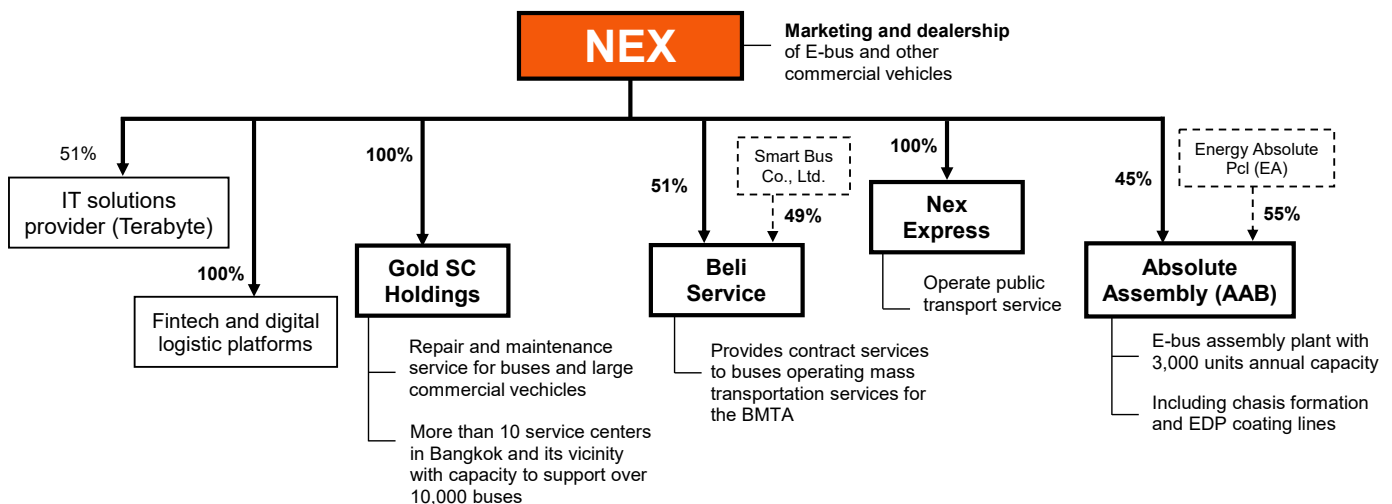 NEX
Marketing and dealership
of E-bus and other
commercial vehicles
51%
IT solutions
provider (Terabyte)
100%
Fintech and digital
logistic platforms
100%
Gold SC
Holdings
Repair and maintenance
service for buses and large
commercial vechicles
More than 10 service centers
in Bangkok and its vicinity
with capacity to support over
10,000 buses
51%
Smart Bus
Co., Ltd.
49%
Beli
Service
Provides contract services
to buses operating mass
transportation services for
the BMTA
100%
Nex
Express
Operate public
transport service
45%
Energy Absolute
Pcl (EA)
55%
Absolute
Assembly (AAB)
E-bus assembly plant with
3,000 units annual capacity
Including chasis formation
and EDP coating lines